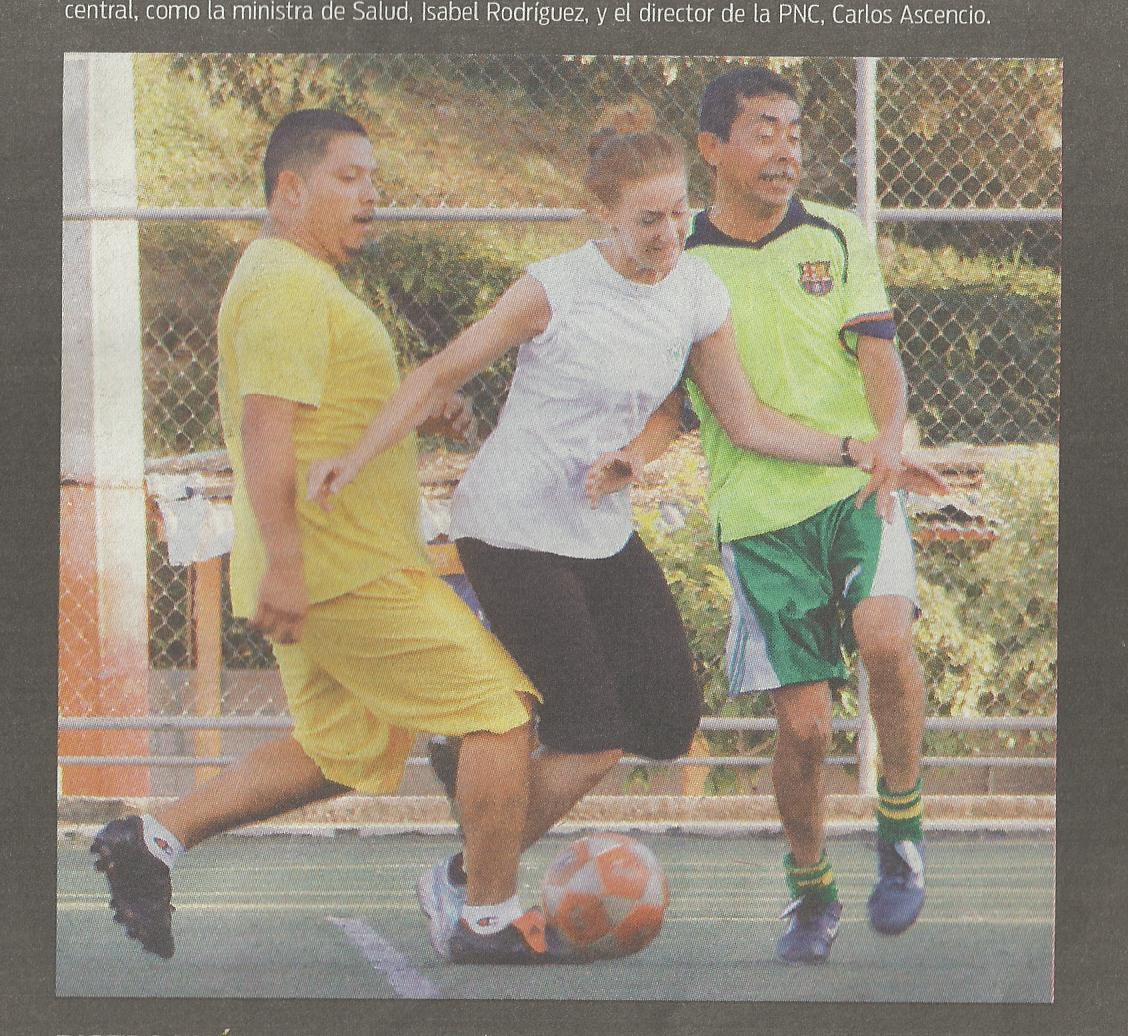 central, como la ministra de Salud, Isabel Rodríguez, y el director de la PNC, Carlos Ascencio.